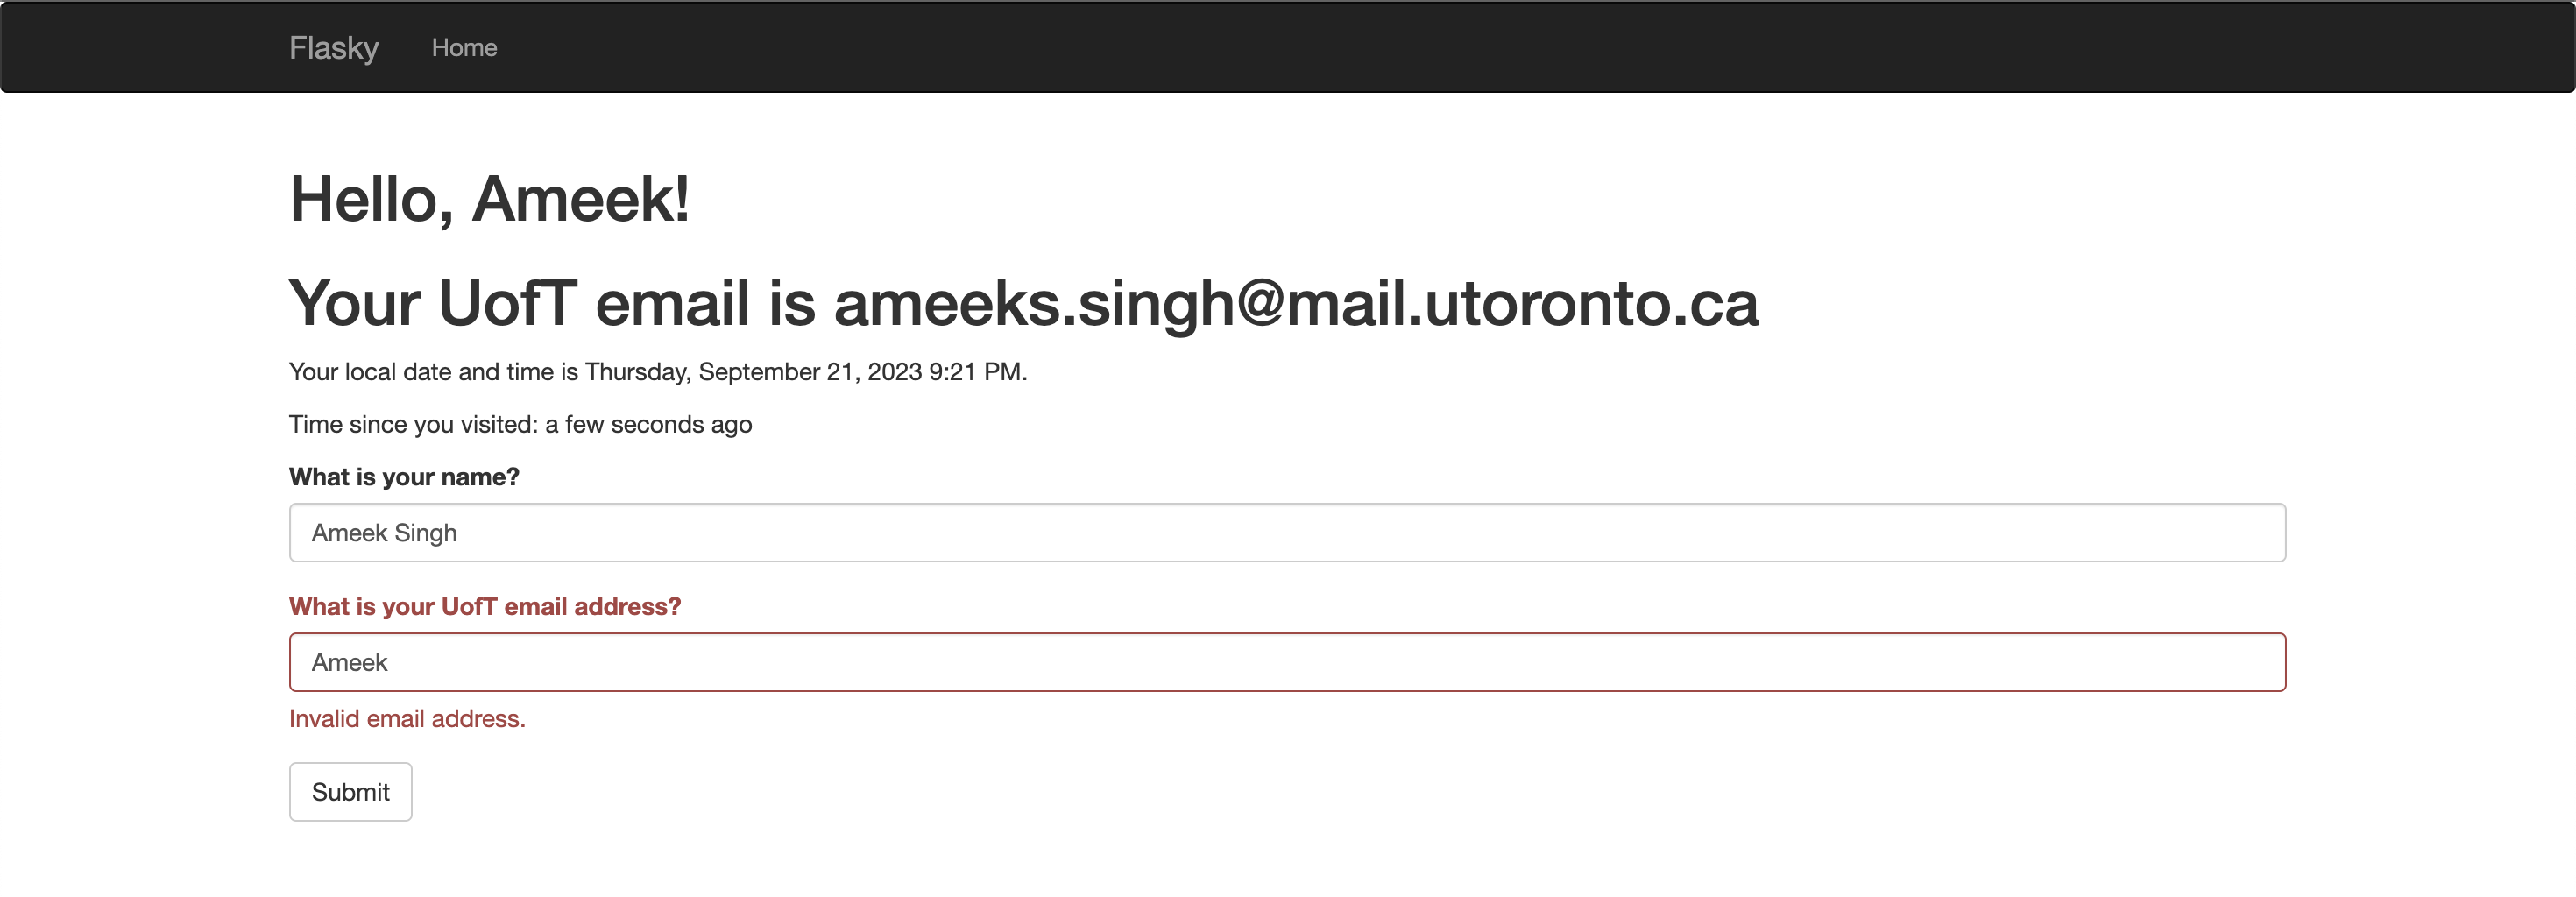 Flasky Home
Hello, Ameek!
Your UofT email is ameeks.singh@mail.utoronto.ca
Your local date and time is Thursday, September 21, 2023 9:21 PM.
Time since you visited: a few seconds ago
What is your name?
Ameek Singh
What is your UofT email address?
Ameek
Invalid email address.
Submit